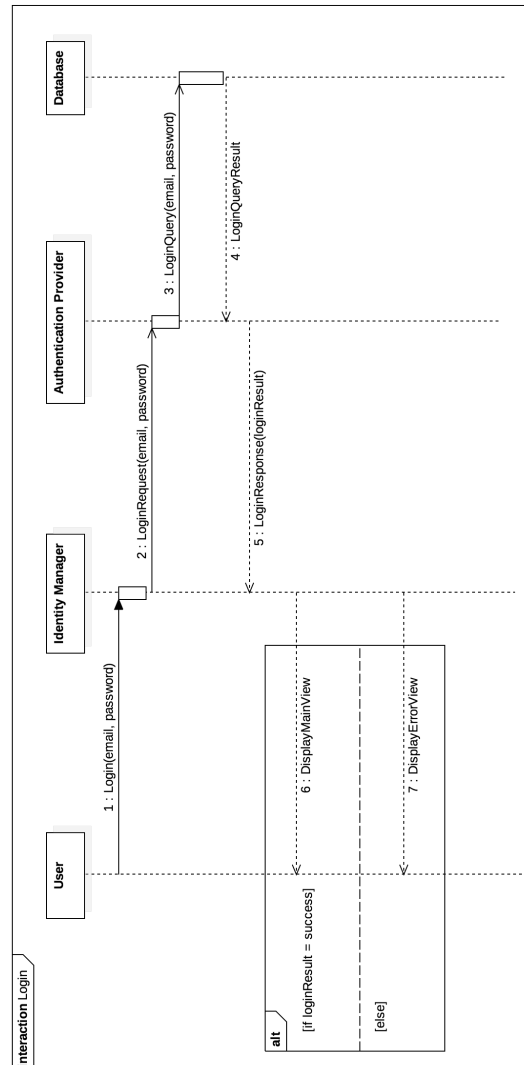 nteraction Login
User
Identity Manager
Authentication Provider
Database
1 : Login(email, password)
2 : LoginRequest(email, password)
3 : LoginQuery(email, password)
4 : LoginQueryResult
5 : LoginResponse(loginResult)
alt
[if loginResult = success]
6 : DisplayMainView
[else]
7 : DisplayErrorView